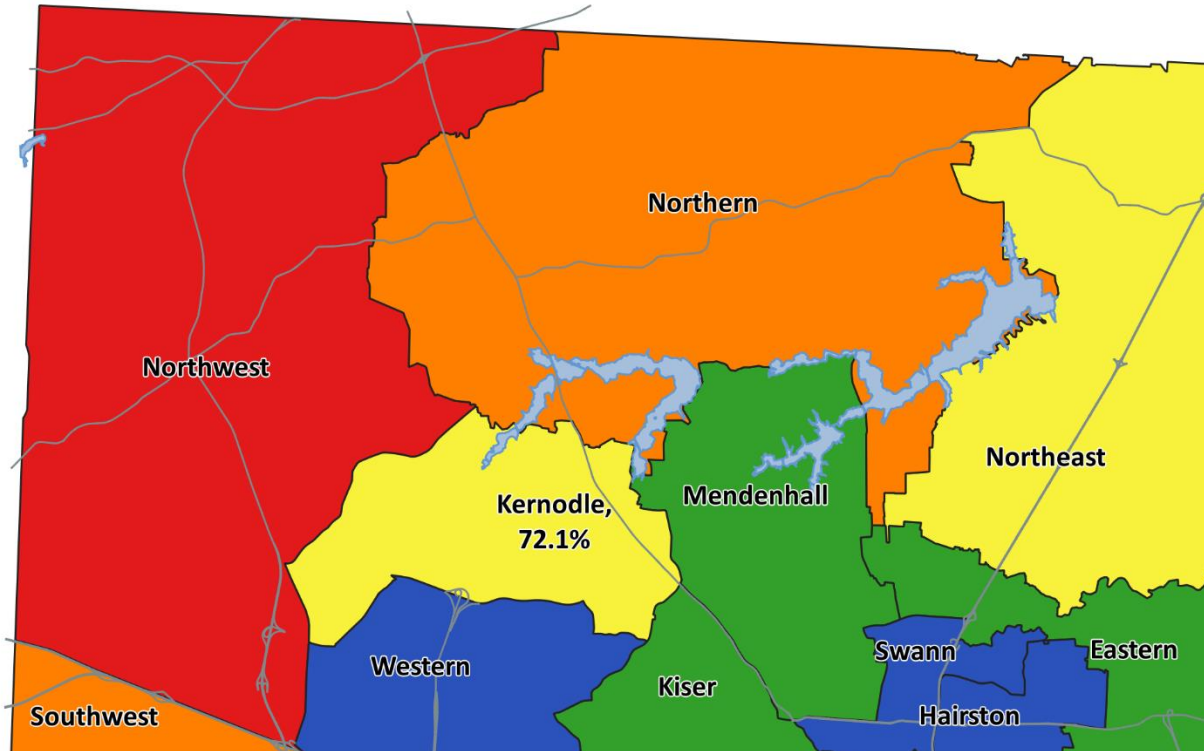 Northern
Northwest
Northeast
Mendenhall
Kernodle,
72.1%
Swann
Eastern
Western
Kiser
Southwest
Hairston